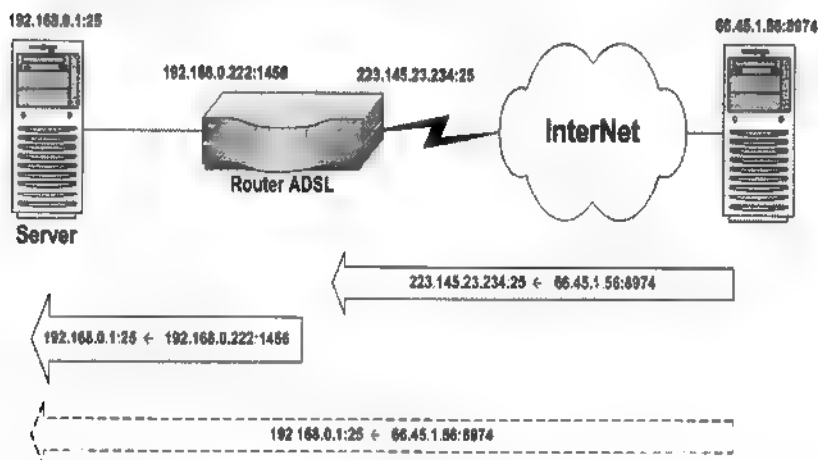 192.168.0.1:25
66.45.1.56:8974
192.168.0.222:1456
223.145.23.234:25
InterNet
Router ADSL
Server
223.145.23.234:25 ← 66.45.1.56:8974
192.168.0.1:25 ← 192.168.0.222:1456
192.168.0.1:25 ← 66.45.1.56:8974